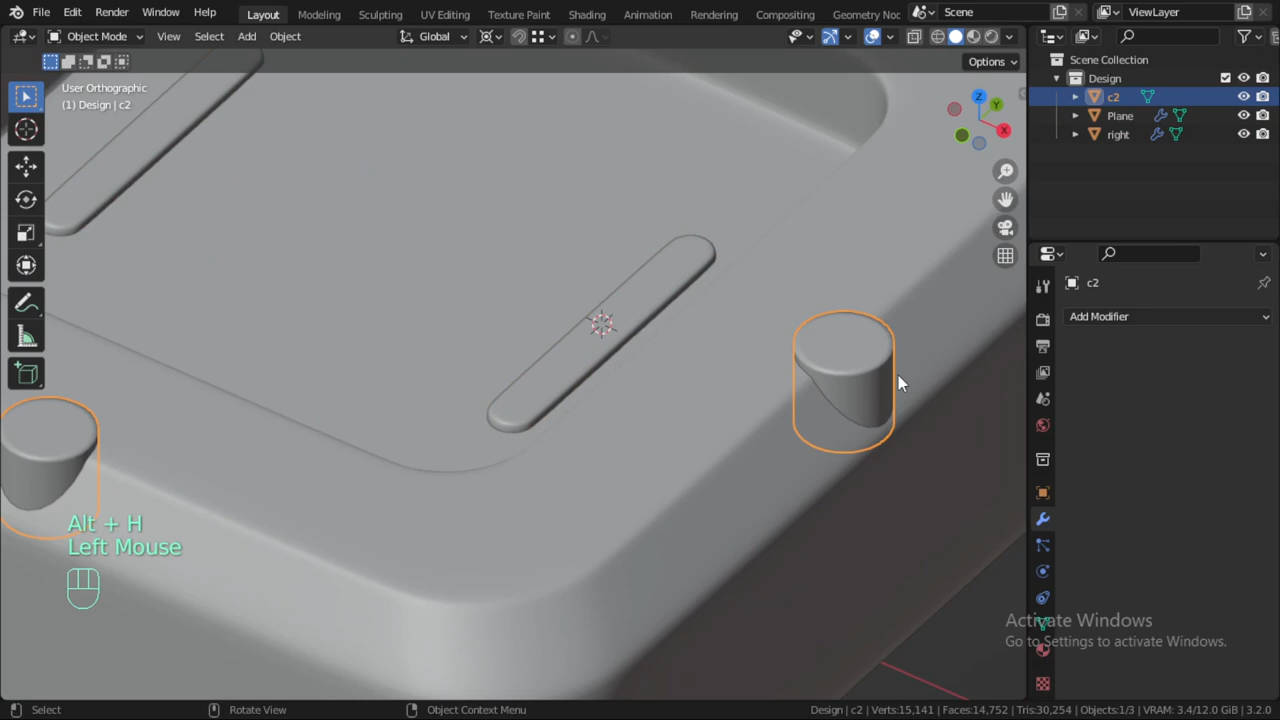 File Edit Render Window Help Layout Modeling Sculpting UV Editing Texture Paint Shading Animation Rendering Compositing Geometry Noc Scene ViewLayer
Object Mode View Select Add Object Global
Options
User Orthographic
(1) Design | c2
Z
Y
X
Scene Collection
Design
c2
Plane
right
c2
Add Modifier
Alt + H
Left Mouse
Activate Windows
Go to Settings to activate Windows.
Select Rotate View Object Context Menu Design | c2 | Verts:15,141 | Faces:14,752 | Tris:30,254 | Objects:1/3 | VRAM: 3.4/12.0 GiB | 3.2.0